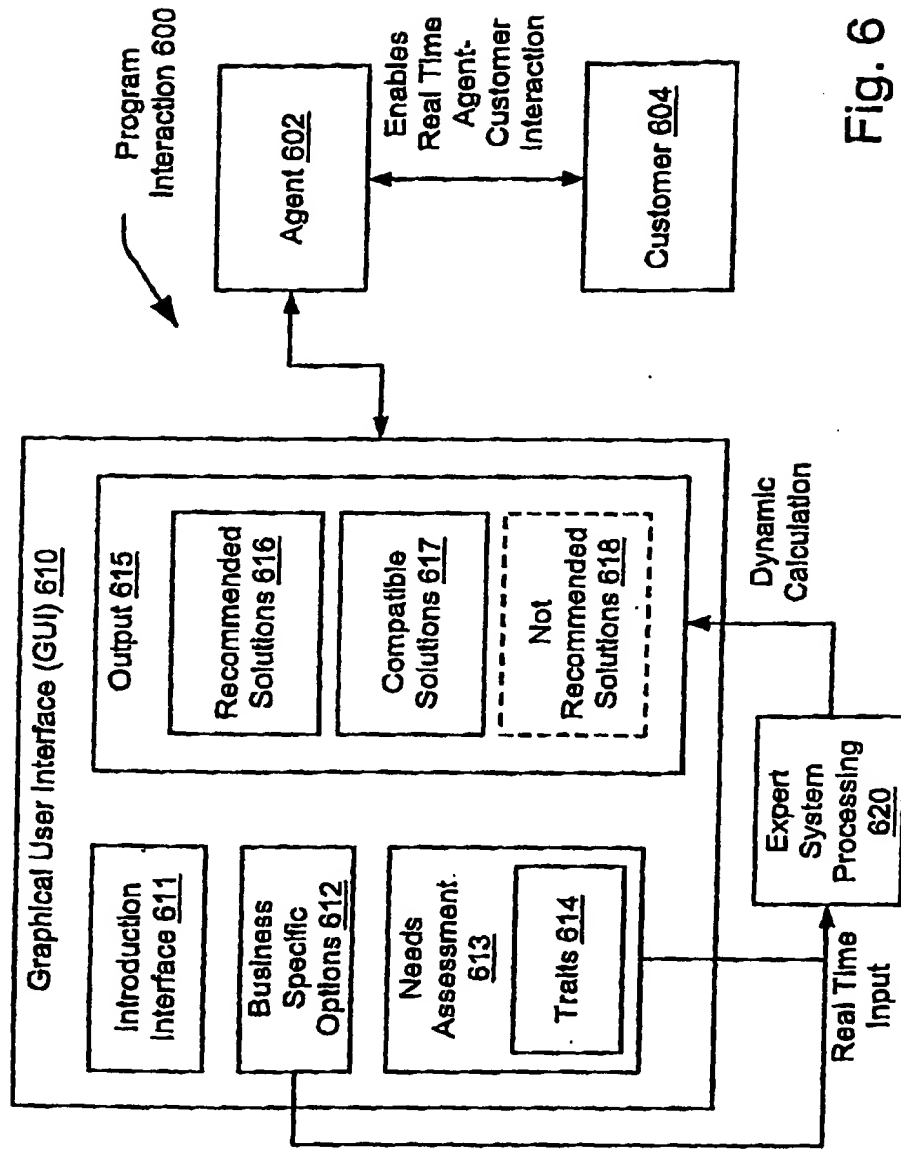 Program
Interaction 600
Graphical User Interface (GUI) 610
Introduction
Interface 611
Business
Specific
Options 612
Needs
Assessment
613
Traits 614
Output 615
Recommended
Solutions 616
Compatible
Solutions 617
Not
Recommended
Solutions 618
Agent 602
Enables
Real Time
Agent-
Customer
Interaction
Customer 604
Real Time
Input
Expert
System
Processing
620
Dynamic
Calculation
Fig. 6